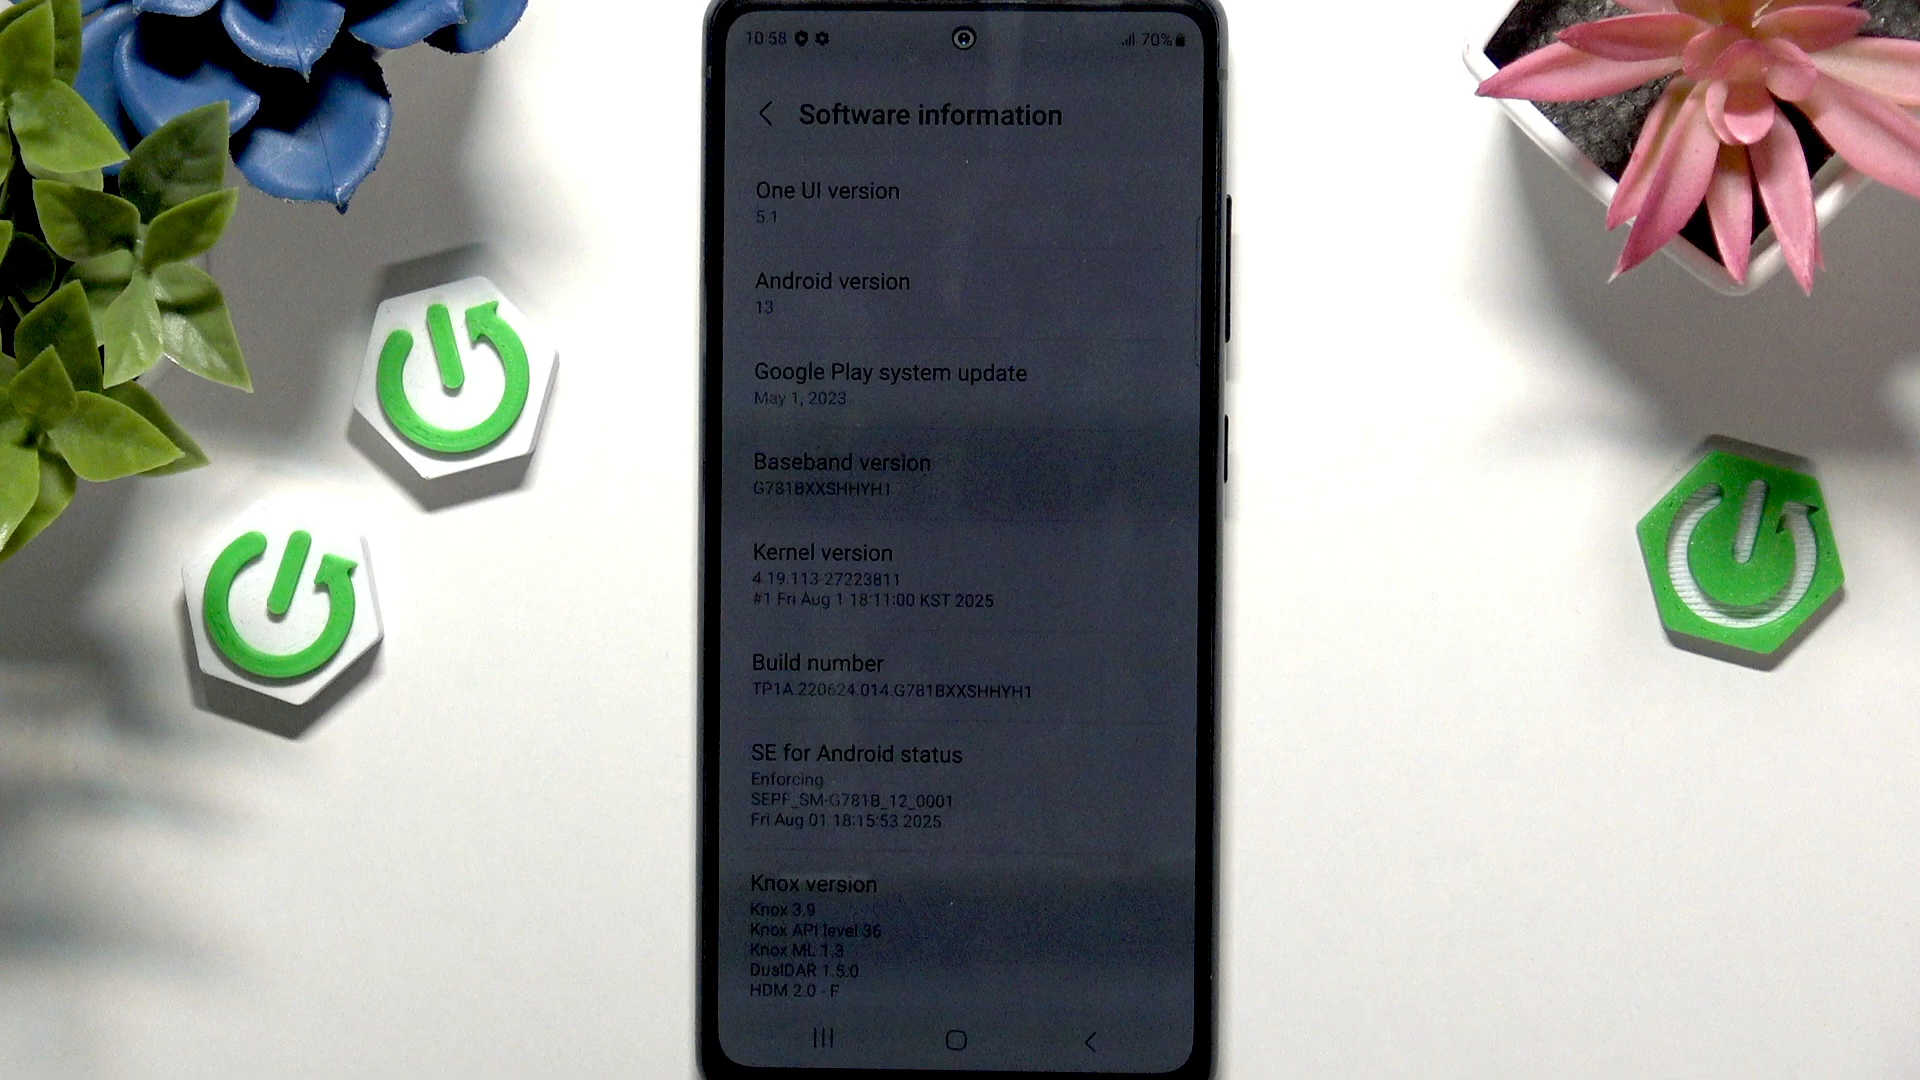 10:58
70%
Software information
One UI version
5.1
Android version
13
Google Play system update
May 1, 2023
Baseband version
G781BXXSHHYH1
Kernel version
4.19.113-27223811
#1 Fri Aug 1 18:11:00 KST 2025
Build number
TP1A.220624.014.G781BXXSHHYH1
SE for Android status
Enforcing
SEPF_SM-G781B_12_0001
Fri Aug 01 18:15:53 2025
Knox version
Knox 3.9
Knox API level 36
Knox ML 1.3
DualDAR 1.5.0
HDM 2.0 - F